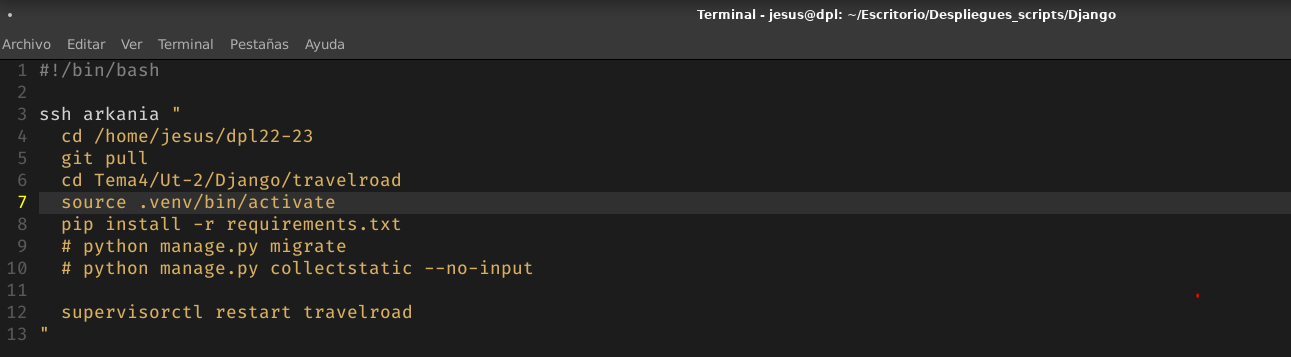 Terminal - jesus@dpl: ~/Escritorio/Despliegues_scripts/Django
Archivo Editar Ver Terminal Pestañas Ayuda
1 #!/bin/bash
2
3 ssh arkania "
4   cd /home/jesus/dpl22-23
5   git pull
6   cd Tema4/Ut-2/Django/travelroad
7   source .venv/bin/activate
8   pip install -r requirements.txt
9   # python manage.py migrate
10   # python manage.py collectstatic --no-input
11
12   supervisorctl restart travelroad
13 "